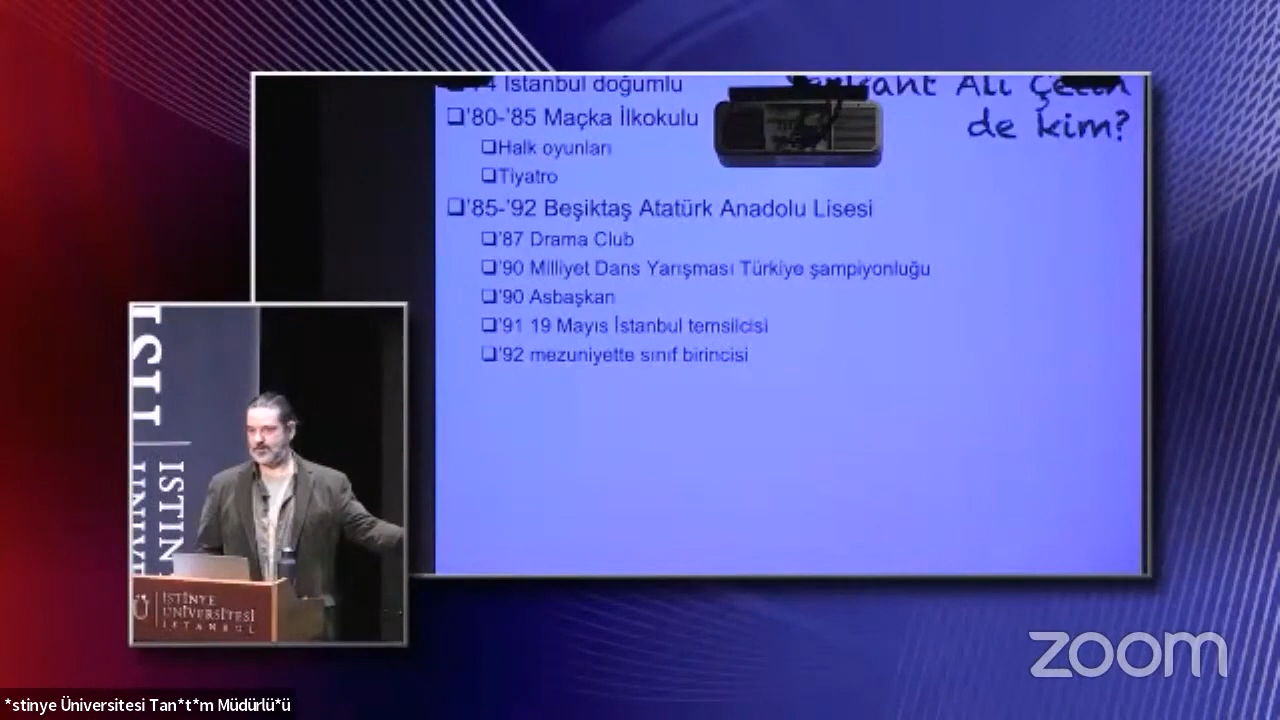 İstanbul doğumlu
Ali Çetin
de kim?
'80-'85 Maçka İlkokulu
Halk oyunları
Tiyatro
'85-'92 Beşiktaş Atatürk Anadolu Lisesi
'87 Drama Club
'90 Milliyet Dans Yarışması Türkiye şampiyonluğu
'90 Asbaşkan
'91 19 Mayıs İstanbul temsilcisi
'92 mezuniyette sınıf birincisi
ISTIN
İSTİNYE
ÜNİVERSİTESİ
İSTANBUL
zoom
*stinye Üniversitesi Tan*t*m Müdürlü*ü